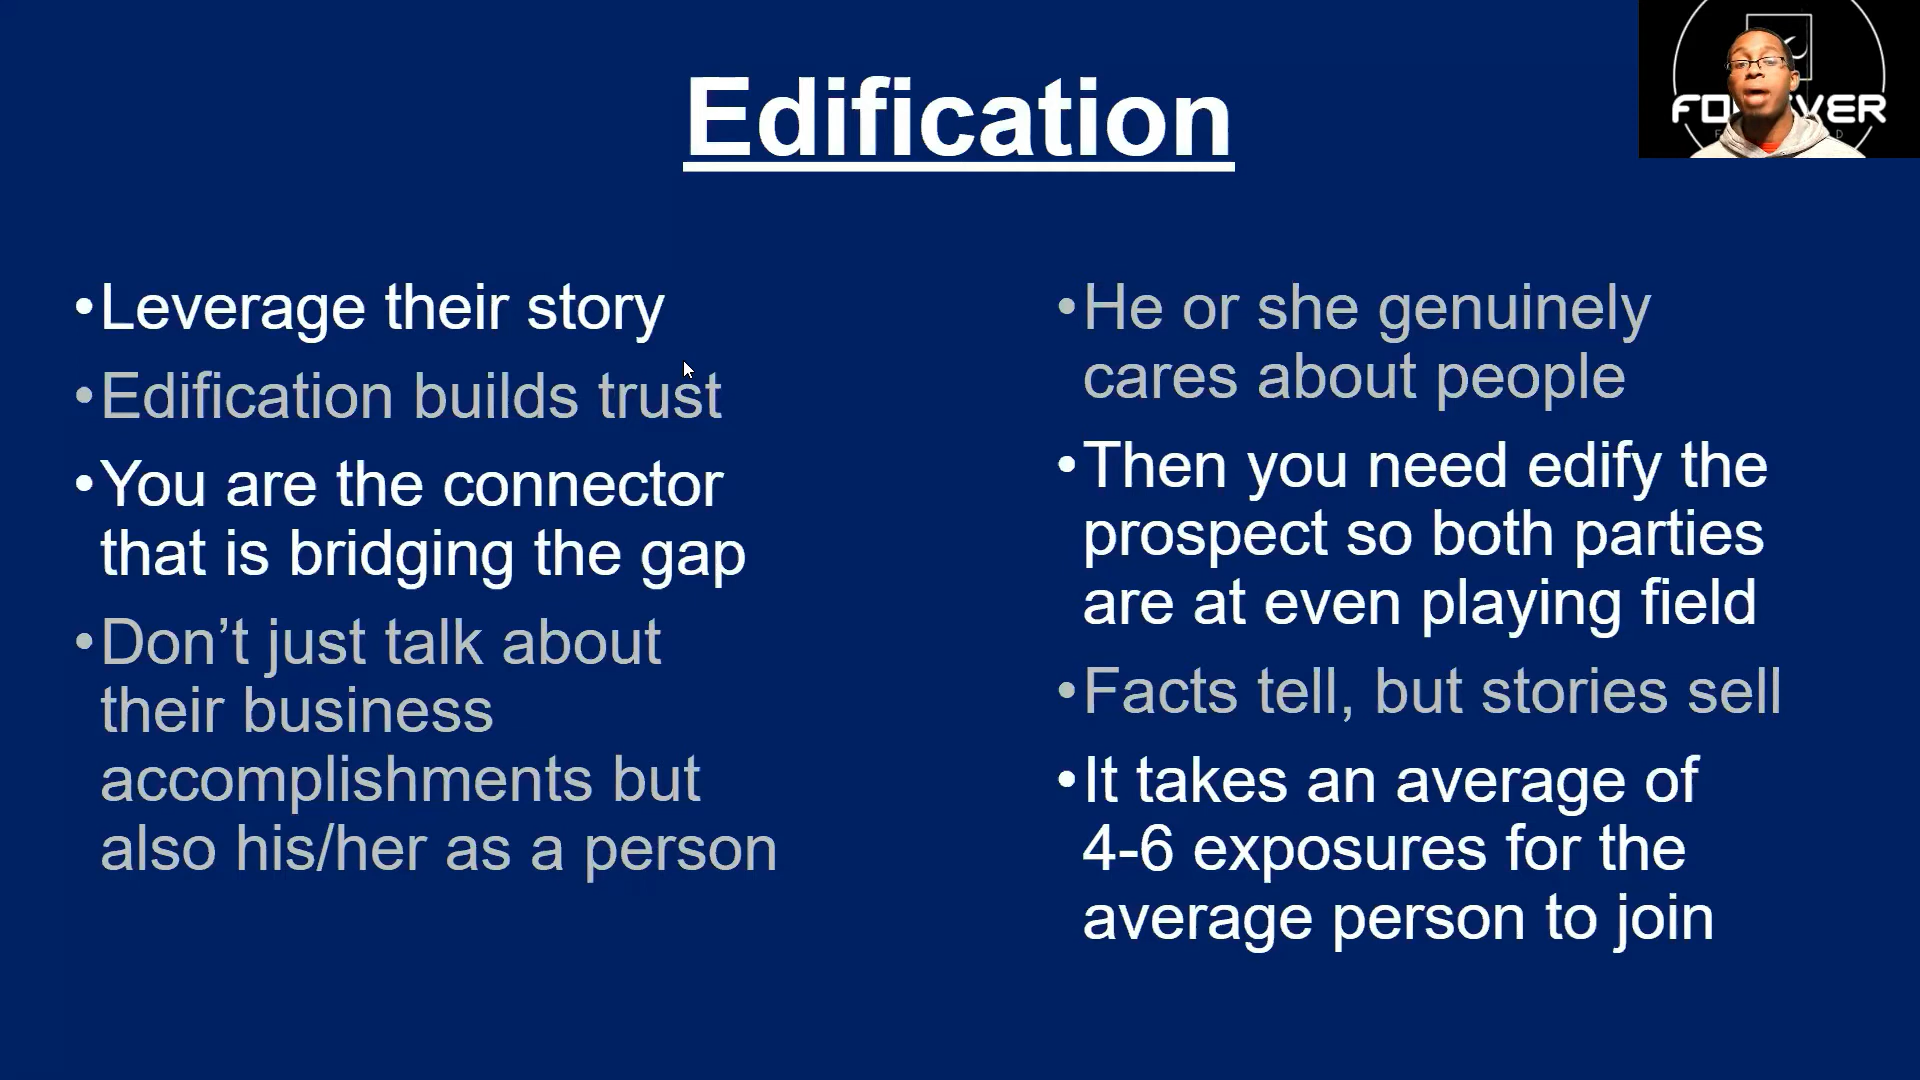 Edification
•Leverage their story
•Edification builds trust
•You are the connector
that is bridging the gap
•Don’t just talk about
their business
accomplishments but
also his/her as a person
•He or she genuinely
cares about people
•Then you need edify the
prospect so both parties
are at even playing field
•Facts tell, but stories sell
•It takes an average of
4-6 exposures for the
average person to join